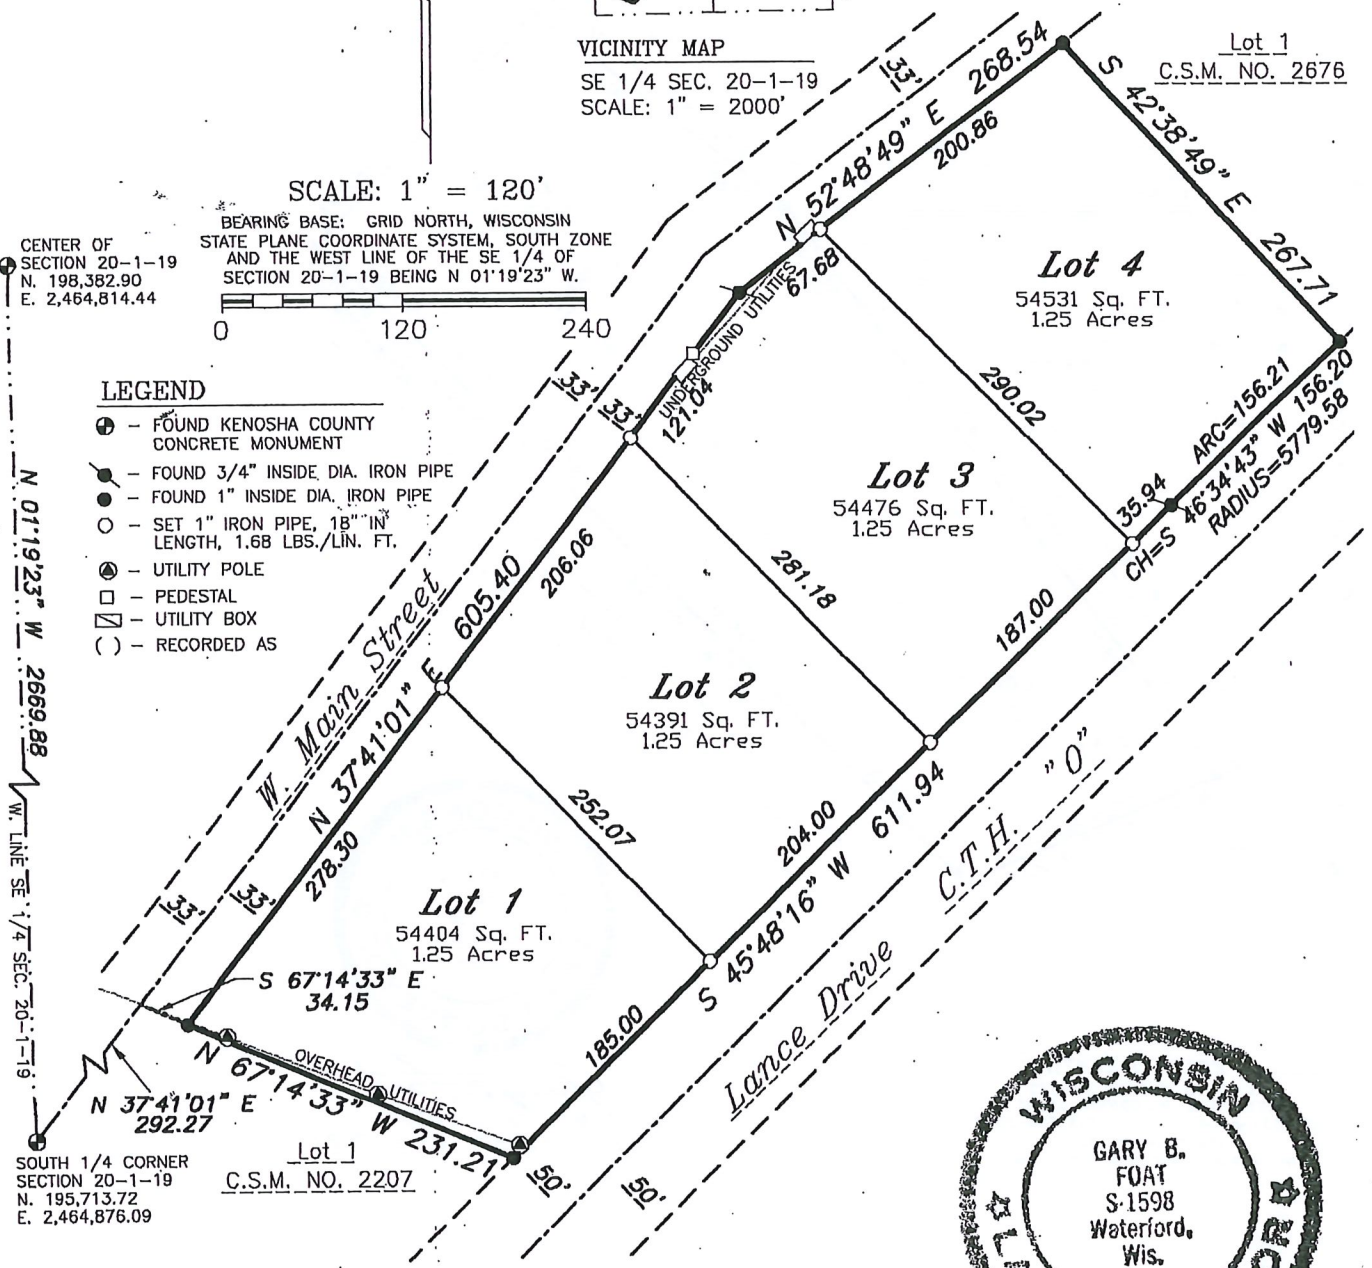 VICINITY MAP
SE 1/4 SEC. 20-1-19
SCALE: 1" = 2000'
Lot 1
C.S.M. NO. 2676
SCALE: 1" = 120'
BEARING BASE: GRID NORTH, WISCONSIN
STATE PLANE COORDINATE SYSTEM, SOUTH ZONE
AND THE WEST LINE OF THE SE 1/4 OF
SECTION 20-1-19 BEING N 01°19'23" W.
0 120 240
CENTER OF
SECTION 20-1-19
N. 198,382.90
E. 2,464,814.44
LEGEND
- FOUND KENOSHA COUNTY
CONCRETE MONUMENT
- FOUND 3/4" INSIDE DIA. IRON PIPE
- FOUND 1" INSIDE DIA. IRON PIPE
- SET 1" IRON PIPE, 18" IN
LENGTH, 1.68 LBS./LIN. FT.
- UTILITY POLE
- PEDESTAL
- UTILITY BOX
( ) - RECORDED AS
N 01°19'23" W 2669.88
W. LINE SE 1/4 SEC. 20-1-19
33'
N 52°48'49" E 268.54
200.86
67.68
UNDERGROUND UTILITIES
121.04
S 42°38'49" E 267.71
Lot 4
54531 Sq. FT.
1.25 Acres
290.02
ARC=156.21
CH=S 46°34'43" W 156.20
RADIUS=5779.58
35.94
Lot 3
54476 Sq. FT.
1.25 Acres
281.18
187.00
33'
33'
N 37°41'01" E 605.40
206.06
W. Main Street
Lot 2
54391 Sq. FT.
1.25 Acres
252.07
204.00
S 45°48'16" W 611.94
278.30
Lot 1
54404 Sq. FT.
1.25 Acres
185.00
33'
33'
S 67°14'33" E
34.15
N 67°14'33" W 231.21
OVERHEAD UTILITIES
N 37°41'01" E
292.27
Lance Drive
C.T.H. "O"
50'
50'
SOUTH 1/4 CORNER
SECTION 20-1-19
N. 195,713.72
E. 2,464,876.09
Lot 1
C.S.M. NO. 2207
WISCONSIN
GARY B.
FOAT
S-1598
Waterford,
Wis.